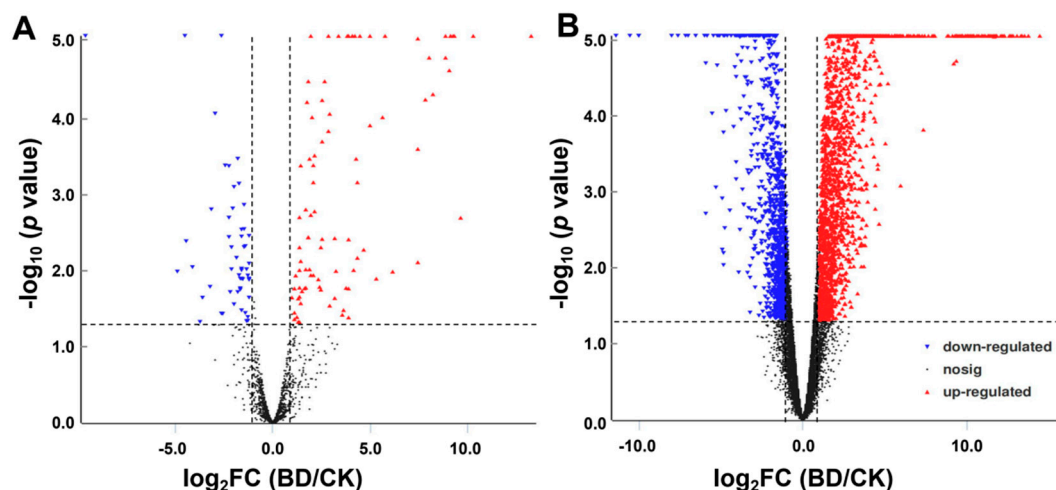 A
5.0
4.0
3.0
2.0
1.0
0.0
-log₁₀ (p value)
-5.0 0.0 5.0 10.0
log₂FC (BD/CK)
B
5.0
4.0
3.0
2.0
1.0
0.0
-log₁₀ (p value)
down-regulated
nosig
up-regulated
-10.0 0.0 10.0
log₂FC (BD/CK)